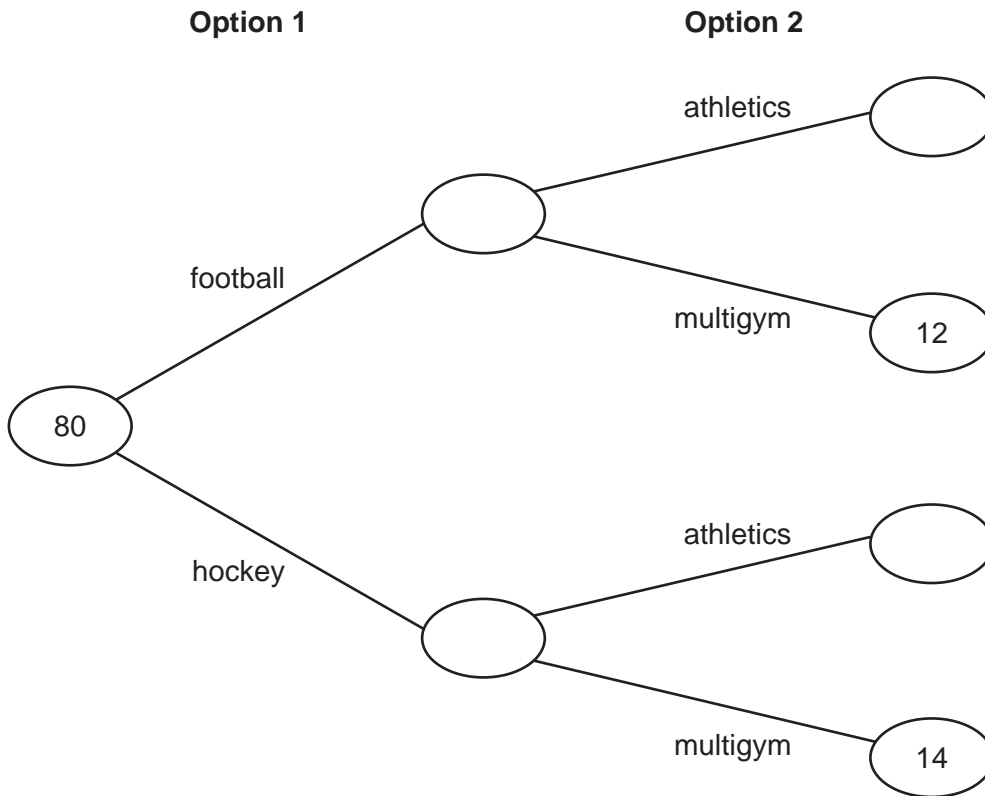 Option 1
Option 2
athletics
football
multigym
12
80
athletics
hockey
multigym
14